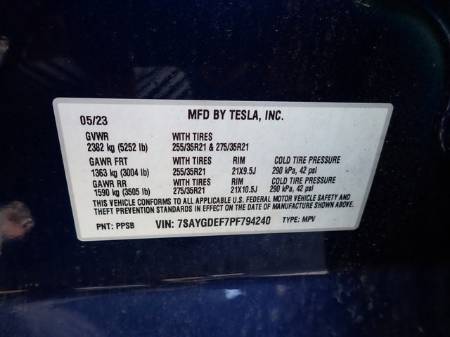 MFD BY TESLA, INC.
05/23
GVWR WITH TIRES
2382 kg (5252 lb) 255/35R21 & 275/35R21
GAWR FRT WITH TIRES RIM COLD TIRE PRESSURE
1363 kg (3004 lb) 255/35R21 21X9.5J 290 kPa, 42 psi
GAWR RR WITH TIRES RIM COLD TIRE PRESSURE
1590 kg (3505 lb) 275/35R21 21X10.5J 290 kPa, 42 psi
THIS VEHICLE CONFORMS TO ALL APPLICABLE U.S. FEDERAL MOTOR VEHICLE SAFETY AND
THEFT PREVENTION STANDARDS IN EFFECT ON THE DATE OF MANUFACTURE SHOWN ABOVE.
PNT: PPSB VIN: 7SAYGDEF7PF794240 TYPE: MPV